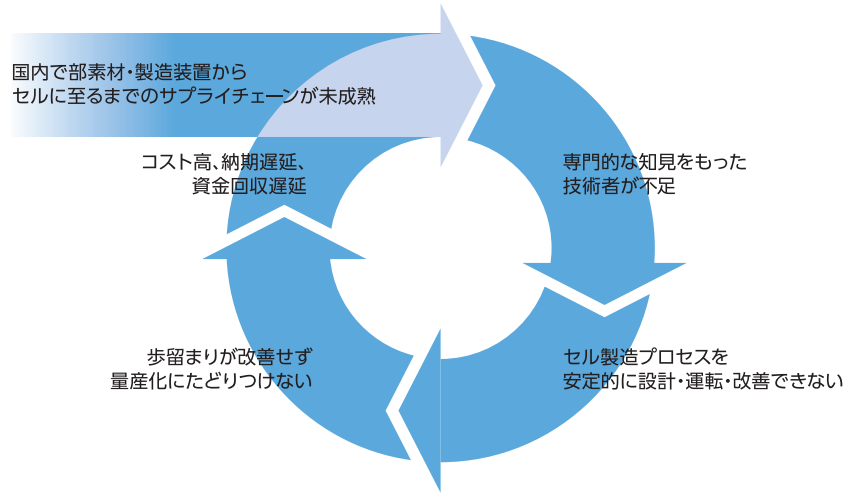 国内で部素材・製造装置から
セルに至るまでのサプライチェーンが未成熟
専門的な知見をもった
技術者が不足
セル製造プロセスを
安定的に設計・運転・改善できない
歩留まりが改善せず
量産化にたどりつけない
コスト高、納期遅延、
資金回収遅延